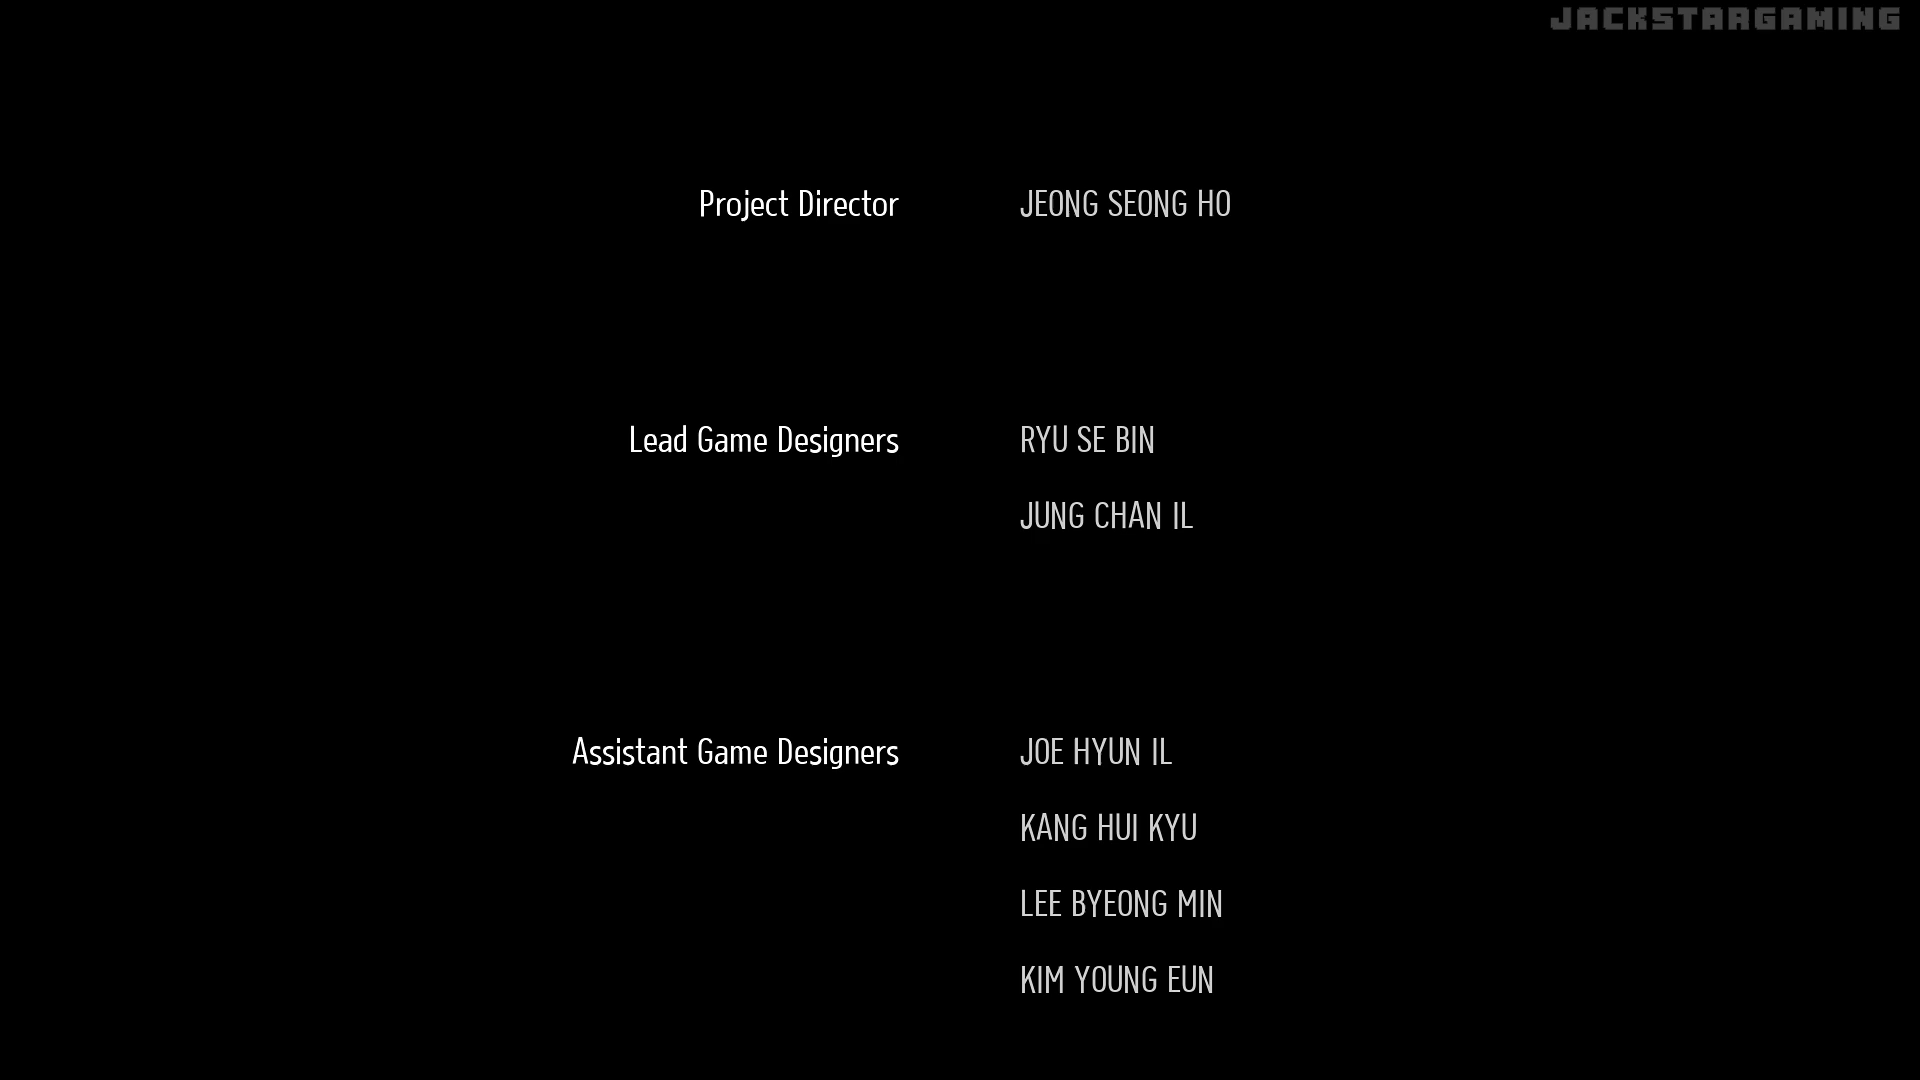 JACKSTARGAMING
Project Director JEONG SEONG HO
Lead Game Designers RYU SE BIN
JUNG CHAN IL
Assistant Game Designers JOE HYUN IL
KANG HUI KYU
LEE BYEONG MIN
KIM YOUNG EUN